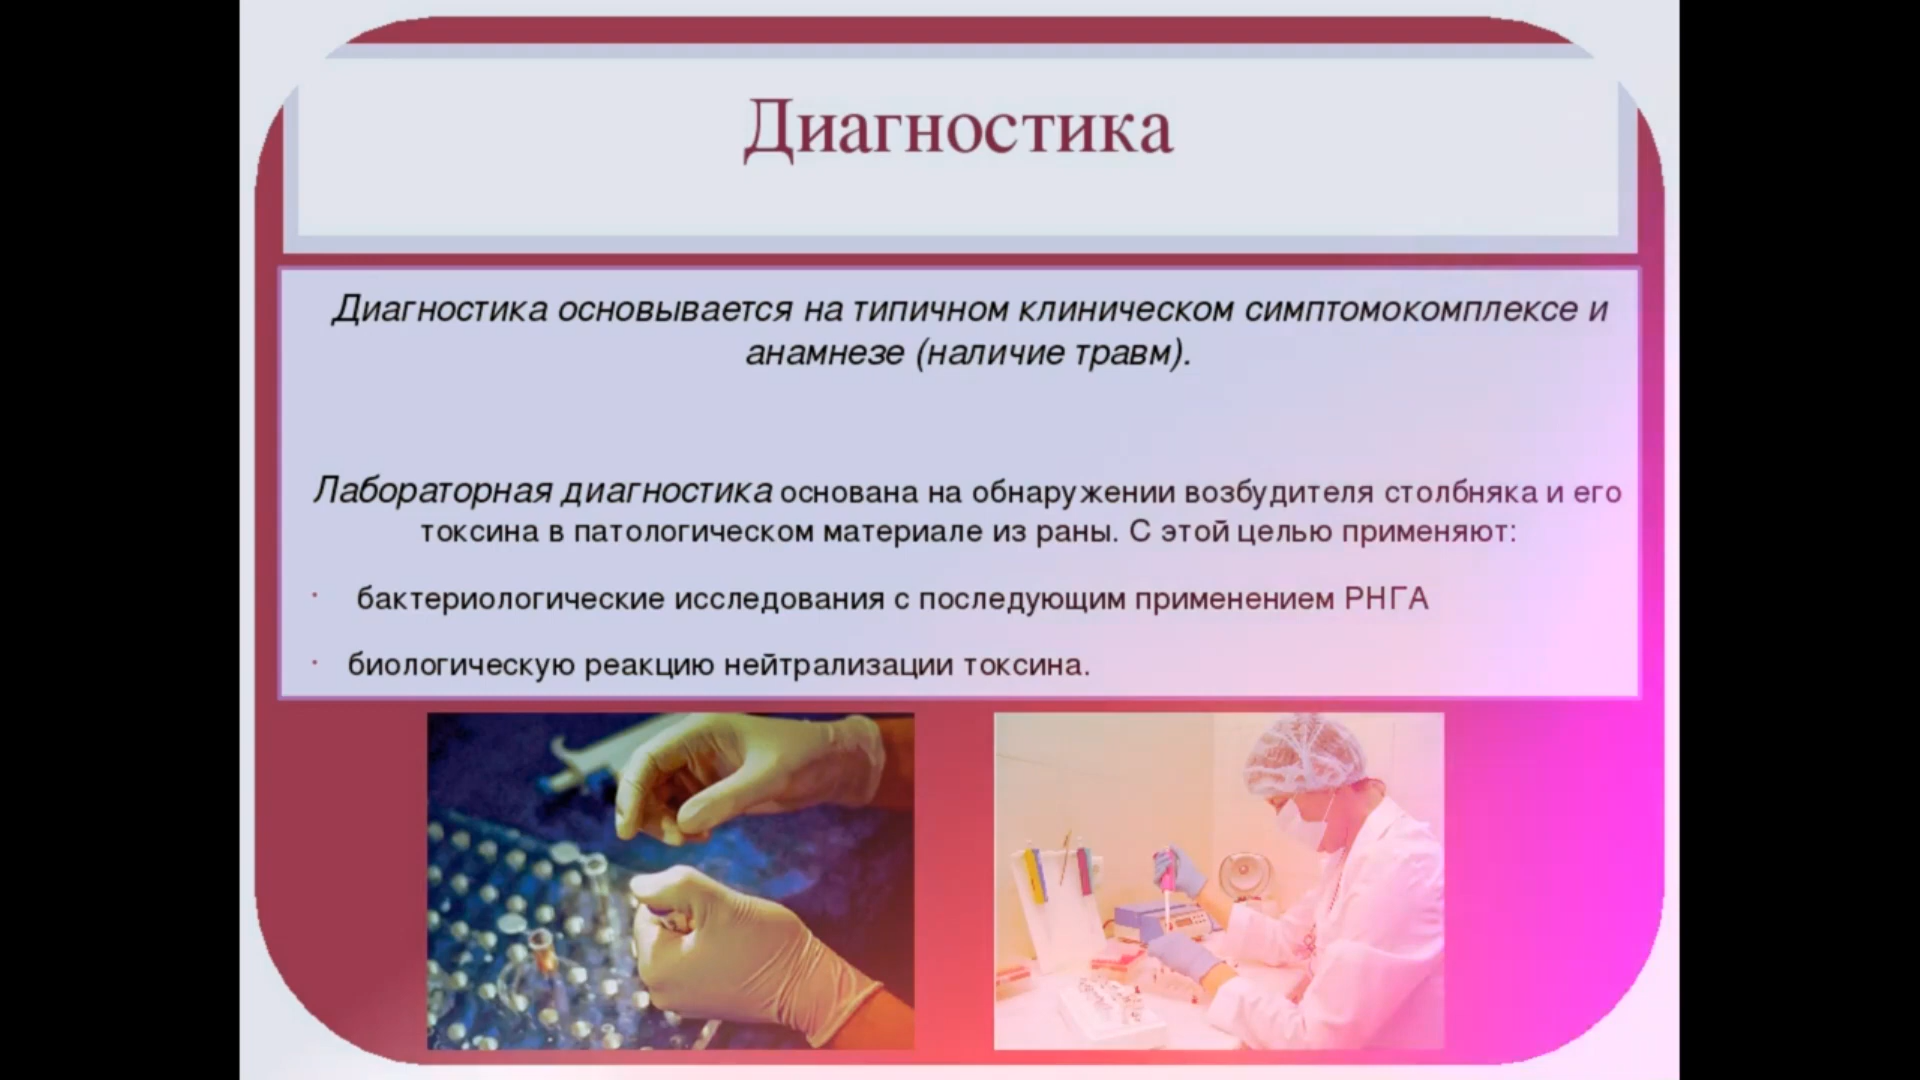 Диагностика
Диагностика основывается на типичном клиническом симптомокомплексе и
анамнезе (наличие травм).
Лабораторная диагностика основана на обнаружении возбудителя столбняка и его
токсина в патологическом материале из раны. С этой целью применяют:
· бактериологические исследования с последующим применением РНГА
· биологическую реакцию нейтрализации токсина.